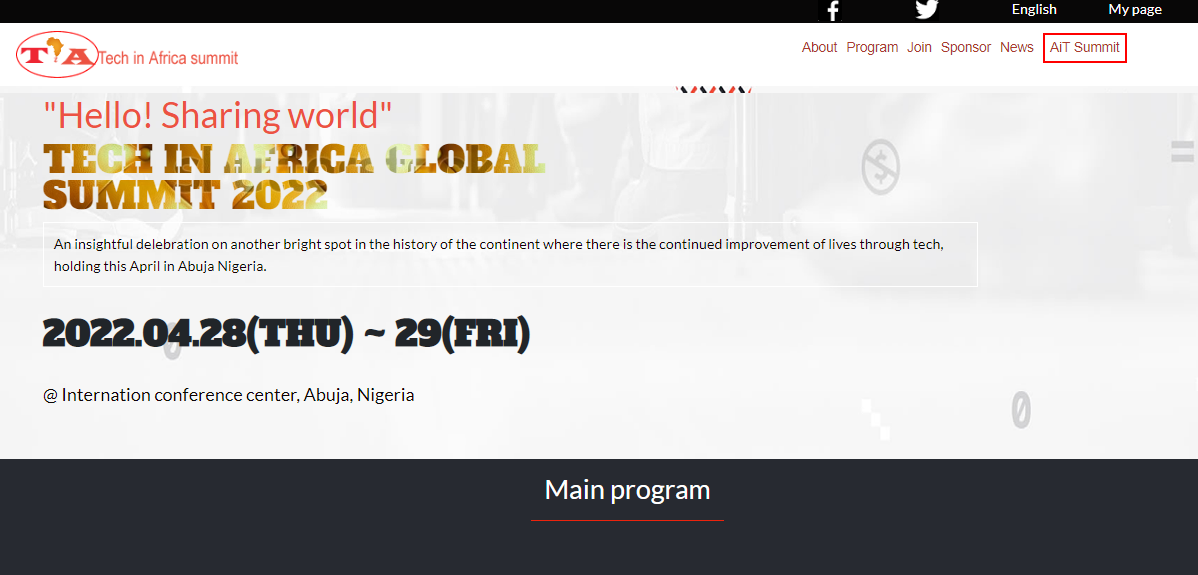 English My page
TIA Tech in Africa summit
About Program Join Sponsor News AiT Summit
"Hello! Sharing world"
TECH IN AFRICA GLOBAL
SUMMIT 2022
An insightful delebration on another bright spot in the history of the continent where there is the continued improvement of lives through tech,
holding this April in Abuja Nigeria.
2022.04.28(THU) ~ 29(FRI)
@ Internation conference center, Abuja, Nigeria
Main program